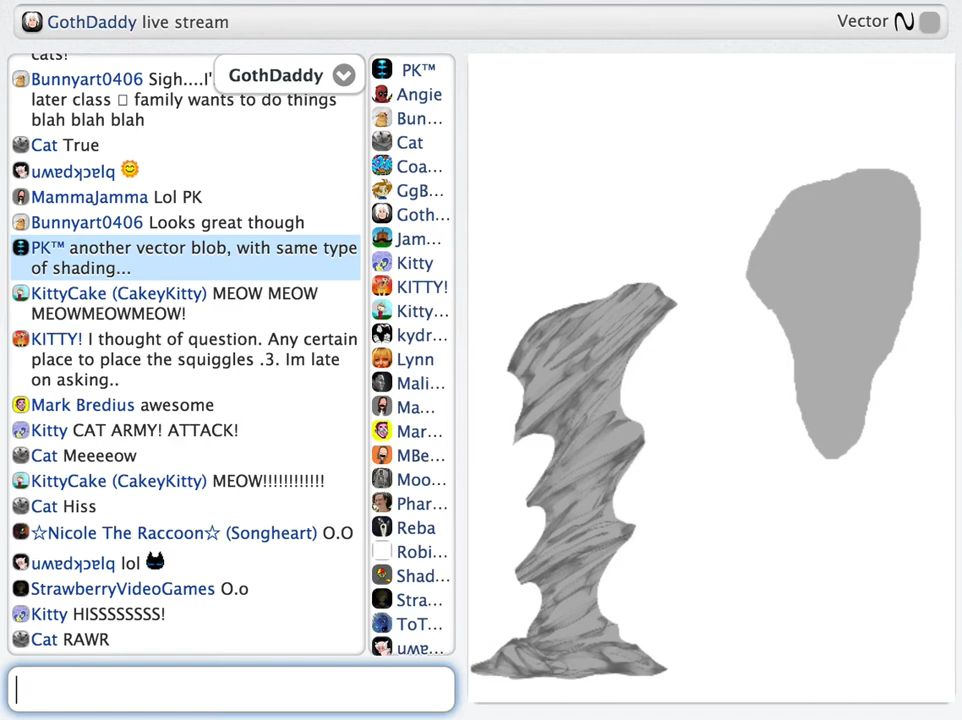 GothDaddy live stream
Vector
cats!
GothDaddy
Bunnyart0406 Sigh....I'
later class □ family wants to do things
blah blah blah
Cat True
uʍɐdʞɔɐlq 🌞
MammaJamma Lol PK
Bunnyart0406 Looks great though
PK™ another vector blob, with same type
of shading...
KittyCake (CakeyKitty) MEOW MEOW
MEOWMEOWMEOW!
KITTY! I thought of question. Any certain
place to place the squiggles .3. Im late
on asking..
Mark Bredius awesome
Kitty CAT ARMY! ATTACK!
Cat Meeeeow
KittyCake (CakeyKitty) MEOW!!!!!!!!!!!!
Cat Hiss
☆Nicole The Raccoon☆ (Songheart) O.O
uʍɐdʞɔɐlq lol
StrawberryVideoGames O.o
Kitty HISSSSSSSS!
Cat RAWR
PK™
Angie
Bun...
Cat
Coa...
GgB...
Goth...
Jam...
Kitty
KITTY!
Kitty...
kydr...
Lynn
Mali...
Ma...
Mar...
MBe...
Moo...
Phar...
Reba
Robi...
Shad...
Stra...
ToT...
uʍɐ...